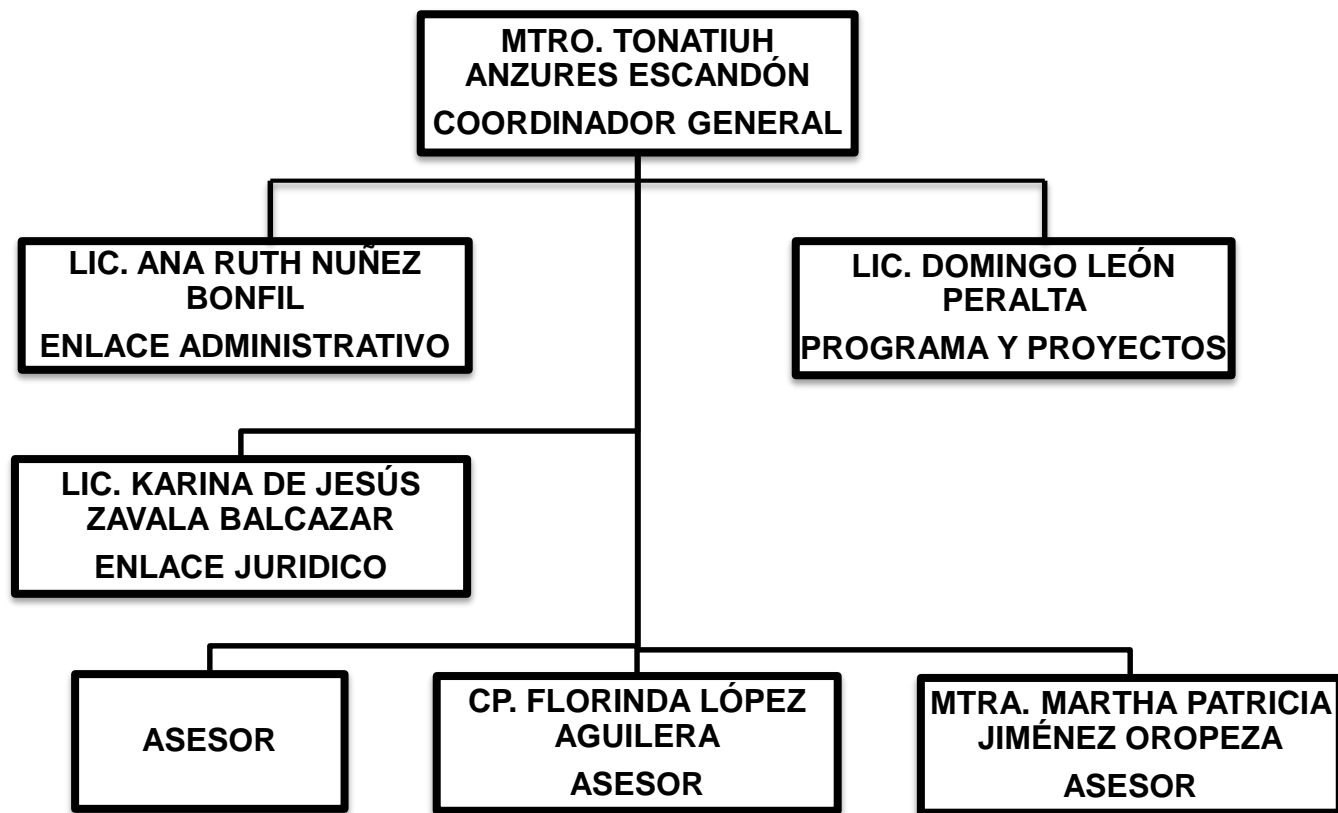 MTRO. TONATIUH
ANZURES ESCANDÓN
COORDINADOR GENERAL
LIC. ANA RUTH NUÑEZ
BONFIL
ENLACE ADMINISTRATIVO
LIC. DOMINGO LEÓN
PERALTA
PROGRAMA Y PROYECTOS
LIC. KARINA DE JESÚS
ZAVALA BALCAZAR
ENLACE JURIDICO
ASESOR
CP. FLORINDA LÓPEZ
AGUILERA
ASESOR
MTRA. MARTHA PATRICIA
JIMÉNEZ OROPEZA
ASESOR